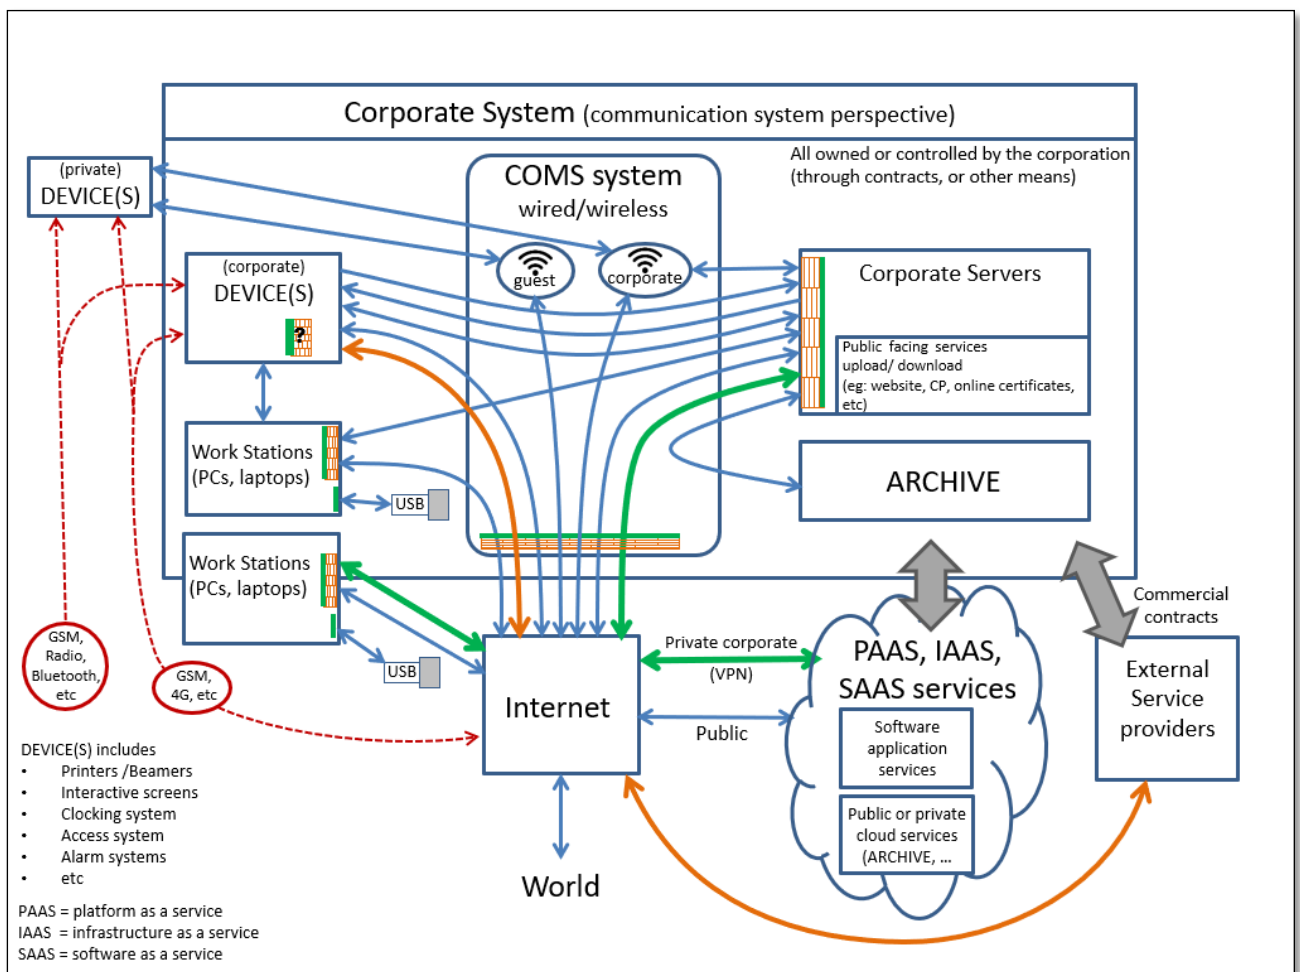 Corporate System (communication system perspective)
All owned or controlled by the corporation
(through contracts, or other means)
(private)
DEVICE(S)
COMS system
wired/wireless
guest
corporate
(corporate)
DEVICE(S)
?
Corporate Servers
Public facing services
upload/ download
(eg: website, CP, online certificates,
etc)
Work Stations
(PCs, laptops)
USB
ARCHIVE
Work Stations
(PCs, laptops)
USB
Commercial
contracts
GSM,
Radio,
Bluetooth,
etc
GSM,
4G, etc
Internet
Private corporate
(VPN)
Public
PAAS, IAAS,
SAAS services
Software
application
services
Public or private
cloud services
(ARCHIVE, ...
External
Service
providers
World
DEVICE(S) includes
• Printers /Beamers
• Interactive screens
• Clocking system
• Access system
• Alarm systems
• etc
PAAS = platform as a service
IAAS = infrastructure as a service
SAAS = software as a service